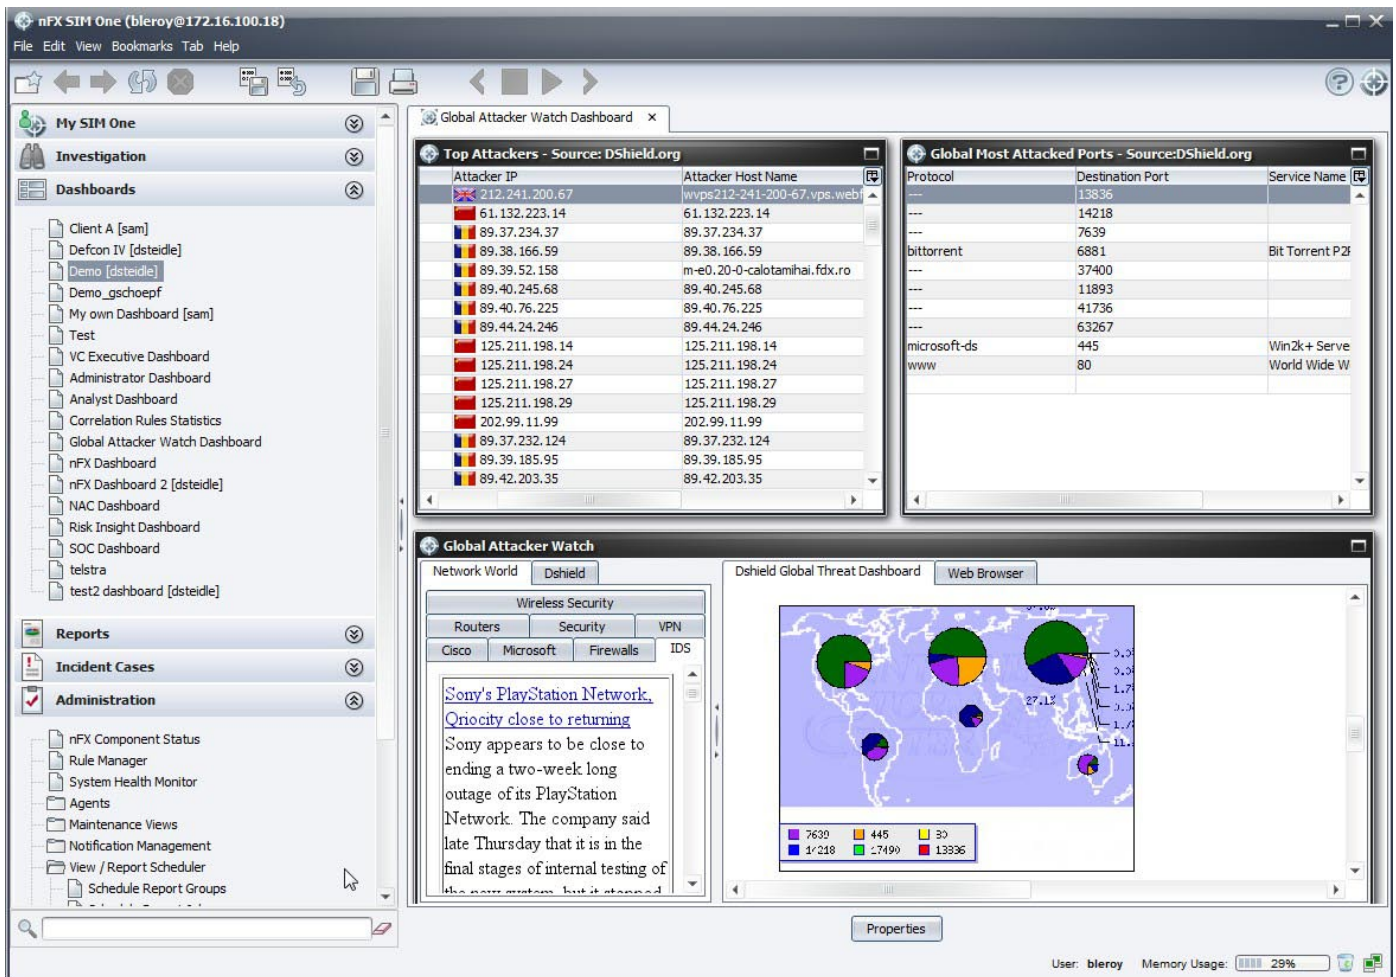 nFX SIM One (bleroy@172.16.100.18)
File Edit View Bookmarks Tab Help
My SIM One
Investigation
Dashboards
Client A [sam]
Defcon IV [dsteidle]
Demo [dsteidle]
Demo_gschoepf
My own Dashboard [sam]
Test
VC Executive Dashboard
Administrator Dashboard
Analyst Dashboard
Correlation Rules Statistics
Global Attacker Watch Dashboard
nFX Dashboard
nFX Dashboard 2 [dsteidle]
NAC Dashboard
Risk Insight Dashboard
SOC Dashboard
telstra
test2 dashboard [dsteidle]
Reports
Incident Cases
Administration
nFX Component Status
Rule Manager
System Health Monitor
Agents
Maintenance Views
Notification Management
View / Report Scheduler
Schedule Report Groups
Global Attacker Watch Dashboard x
Top Attackers - Source: DShield.org
Attacker IP Attacker Host Name
212.241.200.67 wvps212-241-200-67.vps.webf
61.132.223.14 61.132.223.14
89.37.234.37 89.37.234.37
89.38.166.59 89.38.166.59
89.39.52.158 m-e0.20-0-calotamihai.fdx.ro
89.40.245.68 89.40.245.68
89.40.76.225 89.40.76.225
89.44.24.246 89.44.24.246
125.211.198.14 125.211.198.14
125.211.198.24 125.211.198.24
125.211.198.27 125.211.198.27
125.211.198.29 125.211.198.29
202.99.11.99 202.99.11.99
89.37.232.124 89.37.232.124
89.39.185.95 89.39.185.95
89.42.203.35 89.42.203.35
Global Most Attacked Ports - Source:DShield.org
Protocol Destination Port Service Name
--- 13836
--- 14218
--- 7639
bittorrent 6881 Bit Torrent P2P
--- 37400
--- 11893
--- 41736
--- 63267
microsoft-ds 445 Win2k+ Serve
www 80 World Wide W
Global Attacker Watch
Network World Dshield
Wireless Security
Routers Security VPN
Cisco Microsoft Firewalls IDS
Sony's PlayStation Network,
Qriocity close to returning
Sony appears to be close to
ending a two-week long
outage of its PlayStation
Network. The company said
late Thursday that it is in the
final stages of internal testing of
the new system, but it stopped
Dshield Global Threat Dashboard Web Browser
27.1%
7639 445
14218 13836
Properties
User: bleroy Memory Usage: 29%